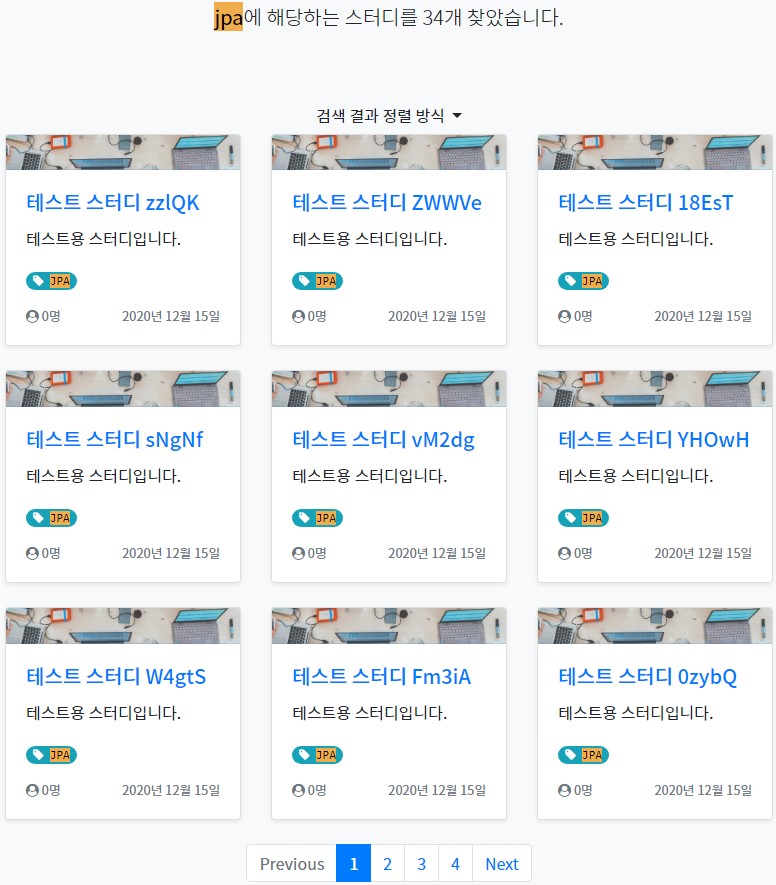 jpa에 해당하는 스터디를 34개 찾았습니다.
검색 결과 정렬 방식
테스트 스터디 zzlQK
테스트용 스터디입니다.
JPA
0명 2020년 12월 15일
테스트 스터디 ZWWVe
테스트용 스터디입니다.
JPA
0명 2020년 12월 15일
테스트 스터디 18EsT
테스트용 스터디입니다.
JPA
0명 2020년 12월 15일
테스트 스터디 sNgNf
테스트용 스터디입니다.
JPA
0명 2020년 12월 15일
테스트 스터디 vM2dg
테스트용 스터디입니다.
JPA
0명 2020년 12월 15일
테스트 스터디 YHOwH
테스트용 스터디입니다.
JPA
0명 2020년 12월 15일
테스트 스터디 W4gtS
테스트용 스터디입니다.
JPA
0명 2020년 12월 15일
테스트 스터디 Fm3iA
테스트용 스터디입니다.
JPA
0명 2020년 12월 15일
테스트 스터디 0zybQ
테스트용 스터디입니다.
JPA
0명 2020년 12월 15일
Previous 1 2 3 4 Next